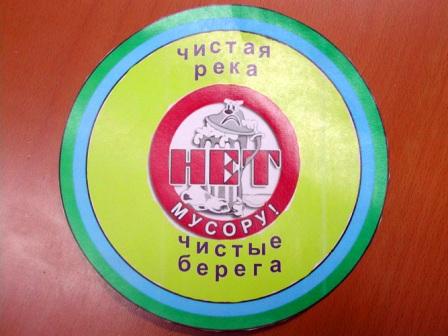 чистая
река
НЕТ
МУСОРУ!
чистые
берега